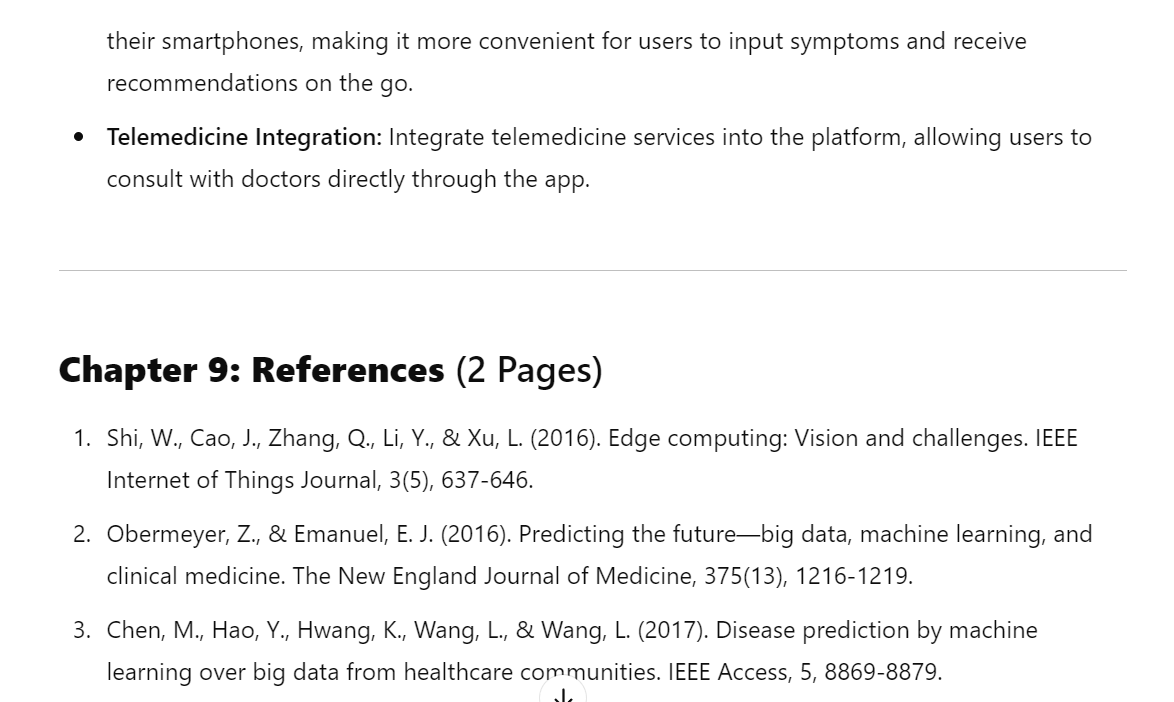 their smartphones, making it more convenient for users to input symptoms and receive
recommendations on the go.
• Telemedicine Integration: Integrate telemedicine services into the platform, allowing users to
consult with doctors directly through the app.
Chapter 9: References (2 Pages)
1. Shi, W., Cao, J., Zhang, Q., Li, Y., & Xu, L. (2016). Edge computing: Vision and challenges. IEEE
Internet of Things Journal, 3(5), 637-646.
2. Obermeyer, Z., & Emanuel, E. J. (2016). Predicting the future—big data, machine learning, and
clinical medicine. The New England Journal of Medicine, 375(13), 1216-1219.
3. Chen, M., Hao, Y., Hwang, K., Wang, L., & Wang, L. (2017). Disease prediction by machine
learning over big data from healthcare communities. IEEE Access, 5, 8869-8879.